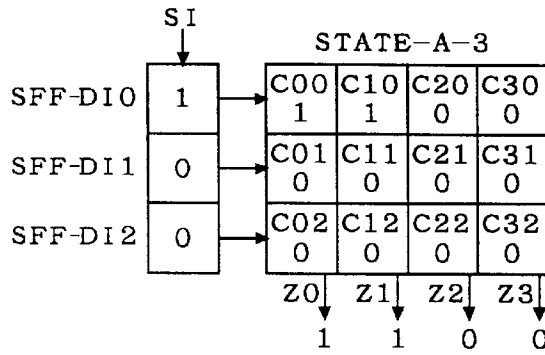 SI
STATE-A-3
SFF-DI0 1 C00 C10 C20 C30
1 1 0 0
SFF-DI1 0 C01 C11 C21 C31
0 0 0 0
SFF-DI2 0 C02 C12 C22 C32
0 0 0 0
Z0 Z1 Z2 Z3
1 1 0 0